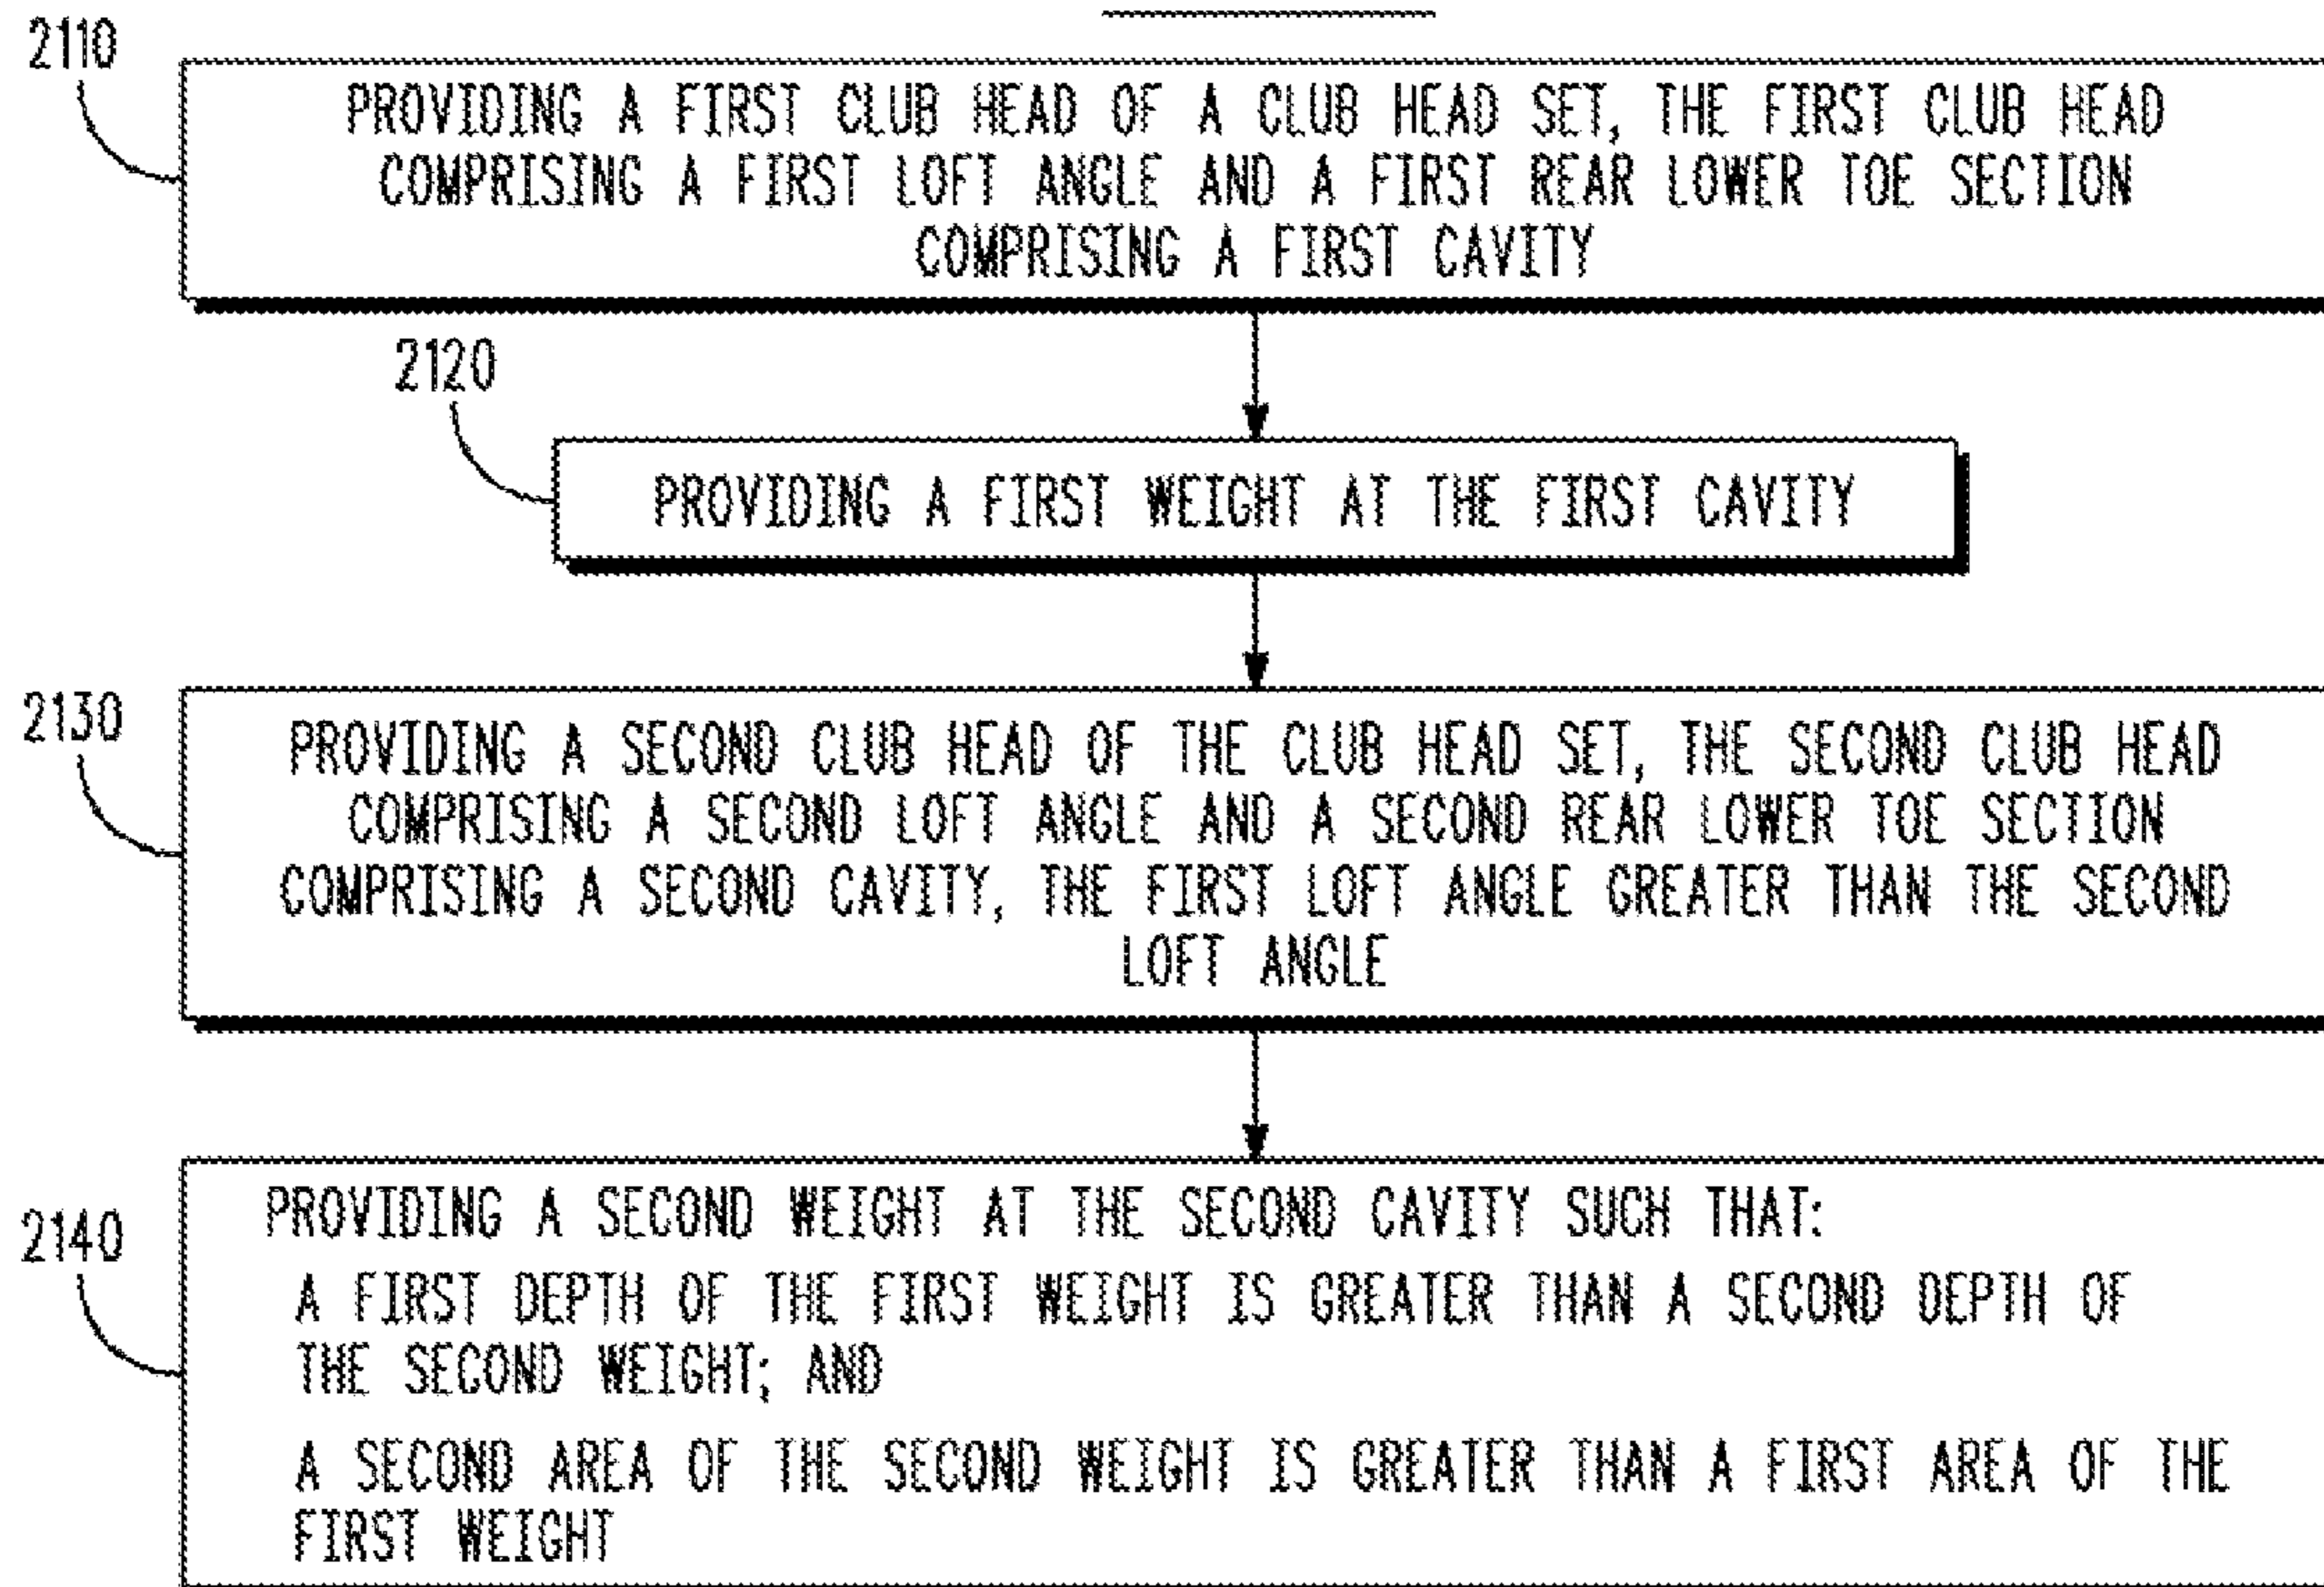 2110
PROVIDING A FIRST CLUB HEAD OF A CLUB HEAD SET, THE FIRST CLUB HEAD
COMPRISING A FIRST LOFT ANGLE AND A FIRST REAR LOWER TOE SECTION
COMPRISING A FIRST CAVITY
2120
PROVIDING A FIRST WEIGHT AT THE FIRST CAVITY
2130
PROVIDING A SECOND CLUB HEAD OF THE CLUB HEAD SET, THE SECOND CLUB HEAD
COMPRISING A SECOND LOFT ANGLE AND A SECOND REAR LOWER TOE SECTION
COMPRISING A SECOND CAVITY, THE FIRST LOFT ANGLE GREATER THAN THE SECOND
LOFT ANGLE
2140
PROVIDING A SECOND WEIGHT AT THE SECOND CAVITY SUCH THAT:
A FIRST DEPTH OF THE FIRST WEIGHT IS GREATER THAN A SECOND DEPTH OF
THE SECOND WEIGHT; AND
A SECOND AREA OF THE SECOND WEIGHT IS GREATER THAN A FIRST AREA OF THE
FIRST WEIGHT